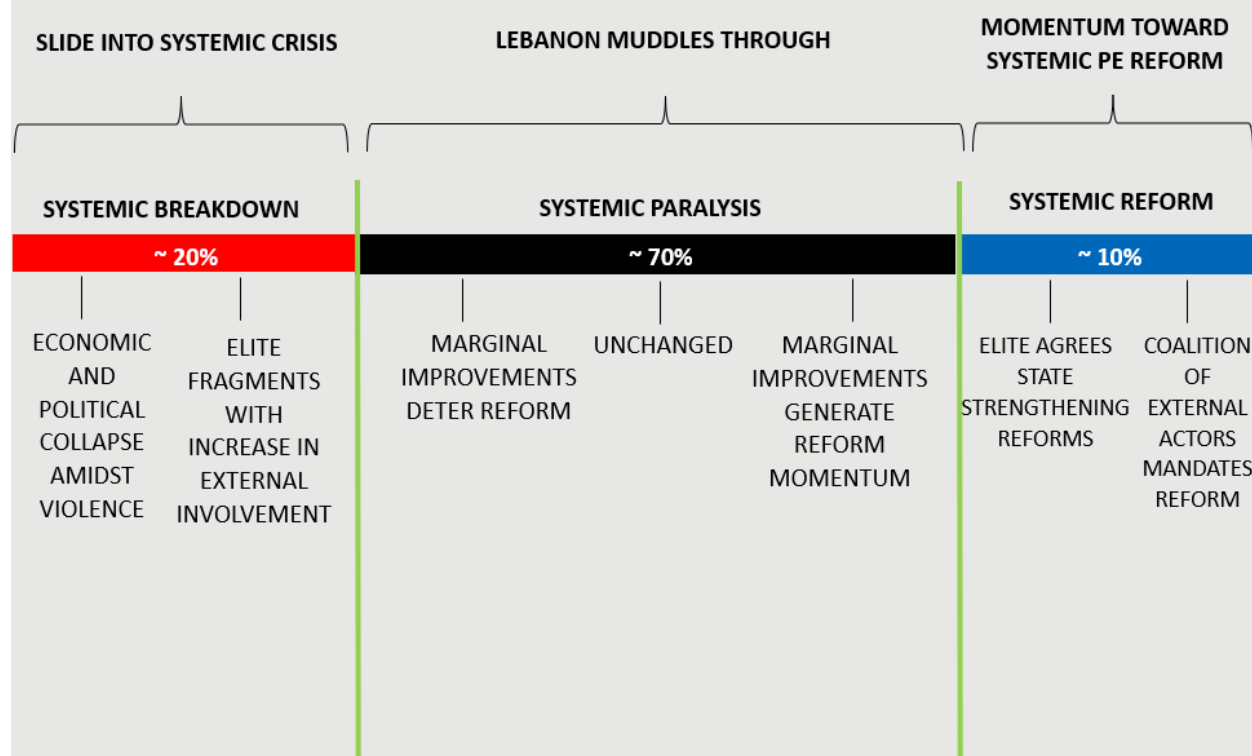 SLIDE INTO SYSTEMIC CRISIS
LEBANON MUDDLES THROUGH
MOMENTUM TOWARD
SYSTEMIC PE REFORM
SYSTEMIC BREAKDOWN
SYSTEMIC PARALYSIS
SYSTEMIC REFORM
~ 20%
~ 70%
~ 10%
ECONOMIC
AND
POLITICAL
COLLAPSE
AMIDST
VIOLENCE
ELITE
FRAGMENTS
WITH
INCREASE IN
EXTERNAL
INVOLVEMENT
MARGINAL
IMPROVEMENTS
DETER REFORM
UNCHANGED
MARGINAL
IMPROVEMENTS
GENERATE
REFORM
MOMENTUM
ELITE AGREES
STATE
STRENGTHENING
REFORMS
COALITION
OF
EXTERNAL
ACTORS
MANDATES
REFORM